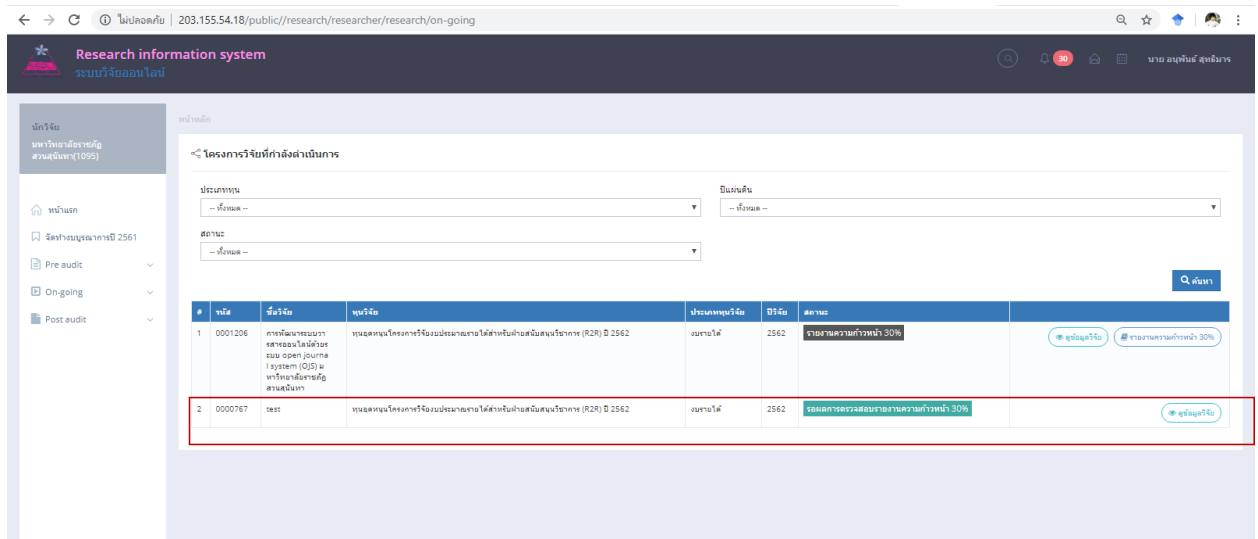 ไม่ปลอดภัย | 203.155.54.18/public//research/researcher/research/on-going
Research information system
ระบบวิจัยออนไลน์
30
นาย อนุพันธ์ สุทธิมาร
นักวิจัย
มหาวิทยาลัยราชภัฏ
สวนสุนันทา(1095)
หน้าแรก
จัดทำงบบูรณาการปี 2561
Pre audit
On-going
Post audit
หน้าหลัก
โครงการวิจัยที่กำลังดำเนินการ
ประเภททุน
-- ทั้งหมด --
ปีแผ่นดิน
-- ทั้งหมด --
สถานะ
-- ทั้งหมด --
ค้นหา
# รหัส ชื่อวิจัย ทุนวิจัย ประเภททุนวิจัย ปีวิจัย สถานะ
1 0001206 การพัฒนาระบบวา ทุนอุดหนุนโครงการวิจัยงบประมาณรายได้สำหรับฝ่ายสนับสนุนวิชาการ (R2R) ปี 2562 งบรายได้ 2562 รายงานความก้าวหน้า 30% ดูข้อมูลวิจัย รายงานความก้าวหน้า 30%
รสารออนไลน์ด้วยร
ะบบ open journa
l system (OJS) ม
หาวิทยาลัยราชภัฏ
สวนสุนันทา
2 0000767 test ทุนอุดหนุนโครงการวิจัยงบประมาณรายได้สำหรับฝ่ายสนับสนุนวิชาการ (R2R) ปี 2562 งบรายได้ 2562 รอผลการตรวจสอบรายงานความก้าวหน้า 30% ดูข้อมูลวิจัย